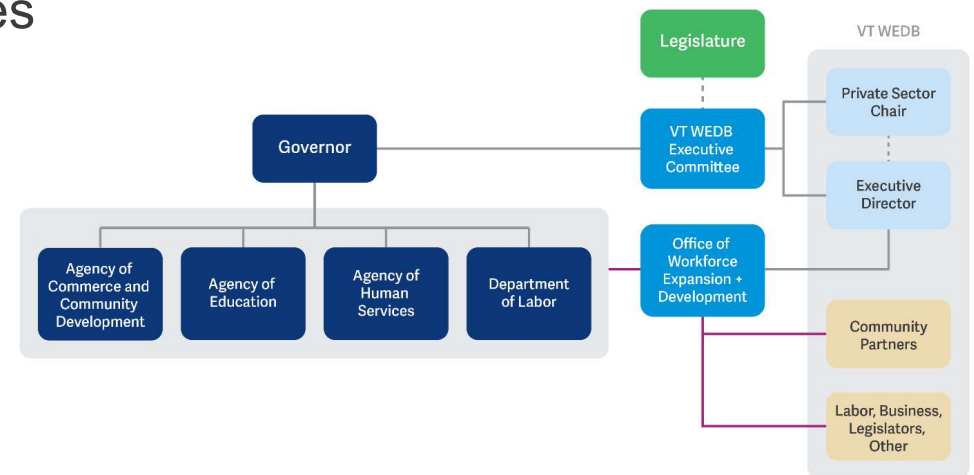 es
Legislature
VT WEDB
Private Sector
Chair
Governor
VT WEDB
Executive
Committee
Executive
Director
Agency of
Commerce and
Community
Development
Agency of
Education
Agency of
Human
Services
Department
of Labor
Office of
Workforce
Expansion +
Development
Community
Partners
Labor, Business,
Legislators,
Other